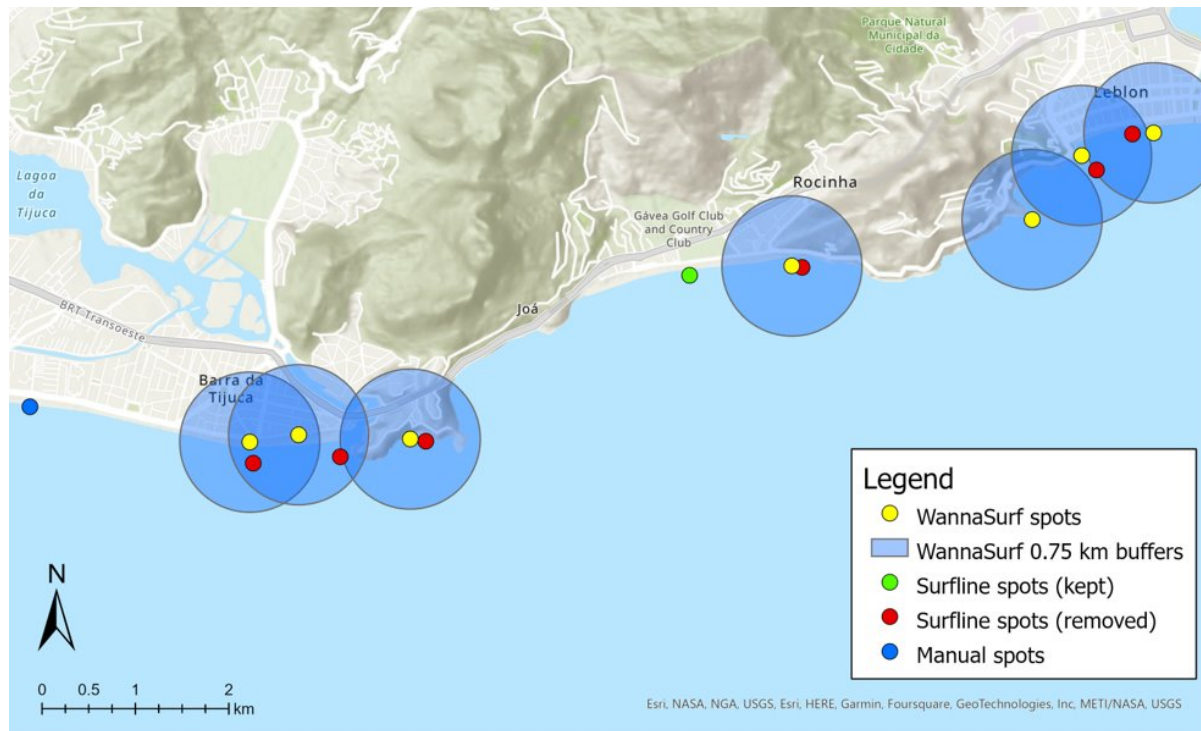 Parque Natural
Municipal da
Cidade
Leblon
Lagoa
da
Tijuca
Rocinha
Gávea Golf Club
and Country
Club
Joá
BRT Transoeste
Barra da
Tijuca
Legend
WannaSurf spots
WannaSurf 0.75 km buffers
Surfline spots (kept)
Surfline spots (removed)
Manual spots
N
0 0.5 1 2
km
Esri, NASA, NGA, USGS, Esri, HERE, Garmin, Foursquare, GeoTechnologies, Inc, METI/NASA, USGS